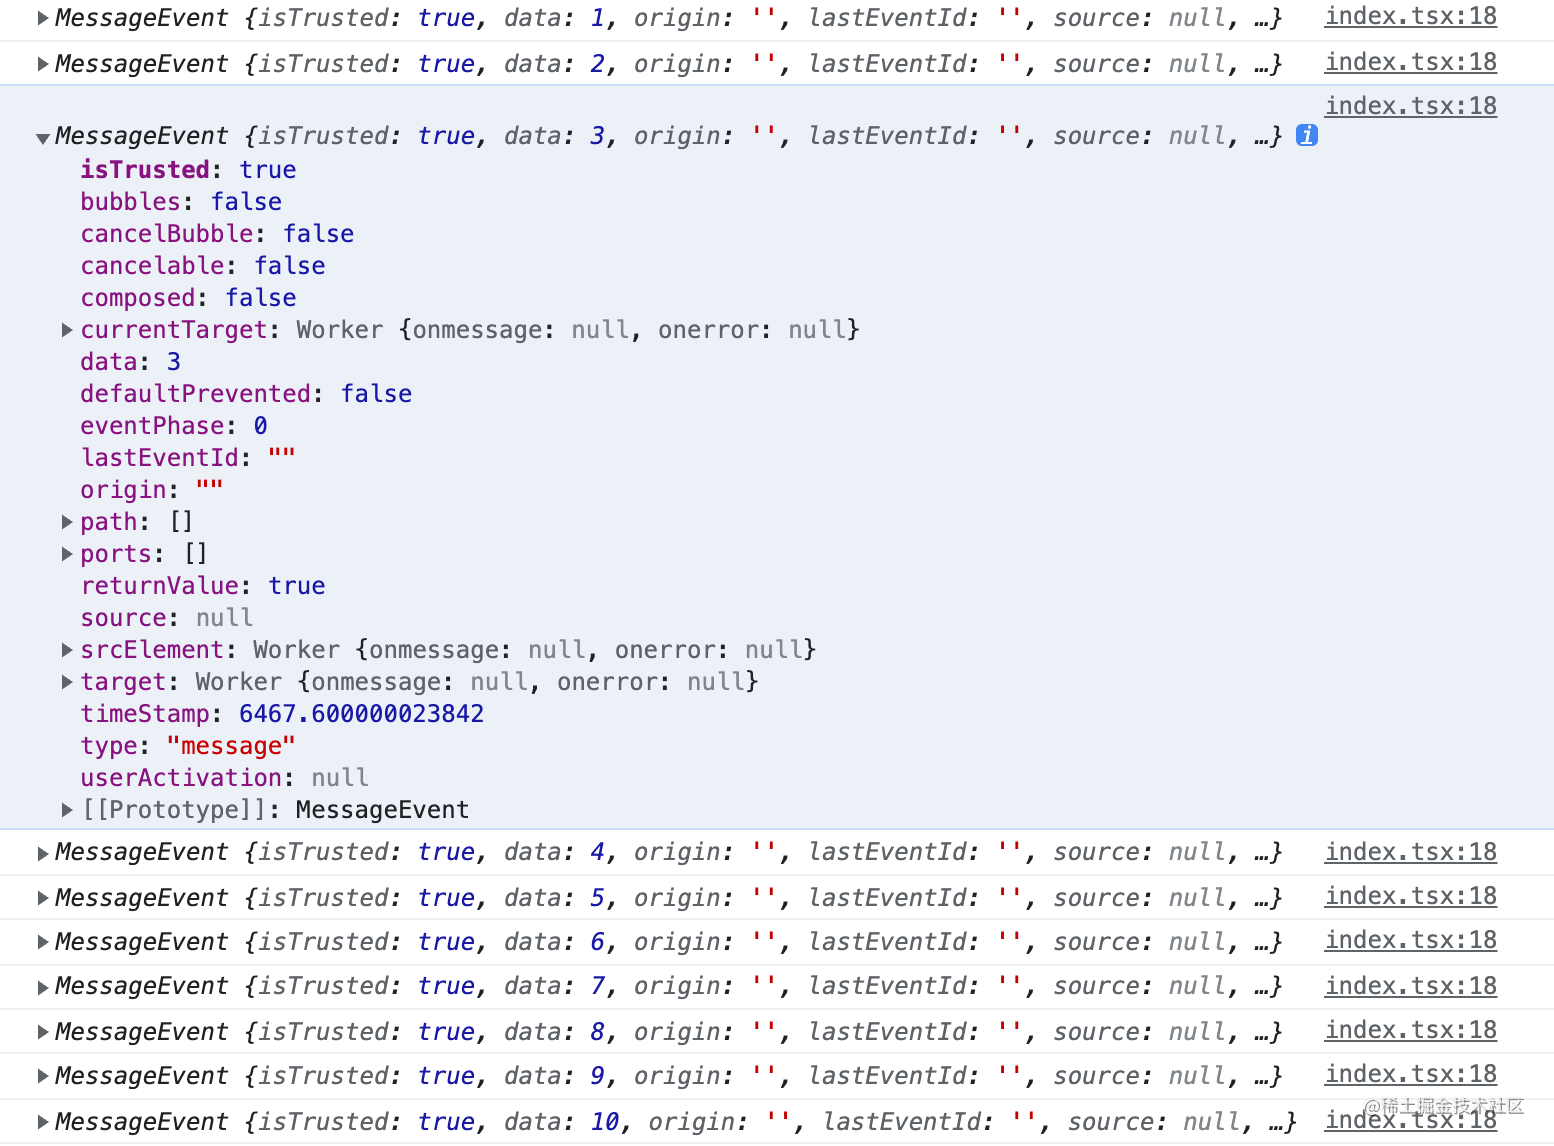 MessageEvent {isTrusted: true, data: 1, origin: '', lastEventId: '', source: null, …} index.tsx:18
MessageEvent {isTrusted: true, data: 2, origin: '', lastEventId: '', source: null, …} index.tsx:18
index.tsx:18
MessageEvent {isTrusted: true, data: 3, origin: '', lastEventId: '', source: null, …} i
isTrusted: true
bubbles: false
cancelBubble: false
cancelable: false
composed: false
currentTarget: Worker {onmessage: null, onerror: null}
data: 3
defaultPrevented: false
eventPhase: 0
lastEventId: ""
origin: ""
path: []
ports: []
returnValue: true
source: null
srcElement: Worker {onmessage: null, onerror: null}
target: Worker {onmessage: null, onerror: null}
timeStamp: 6467.600000023842
type: "message"
userActivation: null
[[Prototype]]: MessageEvent
MessageEvent {isTrusted: true, data: 4, origin: '', lastEventId: '', source: null, …} index.tsx:18
MessageEvent {isTrusted: true, data: 5, origin: '', lastEventId: '', source: null, …} index.tsx:18
MessageEvent {isTrusted: true, data: 6, origin: '', lastEventId: '', source: null, …} index.tsx:18
MessageEvent {isTrusted: true, data: 7, origin: '', lastEventId: '', source: null, …} index.tsx:18
MessageEvent {isTrusted: true, data: 8, origin: '', lastEventId: '', source: null, …} index.tsx:18
MessageEvent {isTrusted: true, data: 9, origin: '', lastEventId: '', source: null, …} index.tsx:18
MessageEvent {isTrusted: true, data: 10, origin: '', lastEventId: '', source: null, …} index.tsx:18
@稀土掘金技术社区